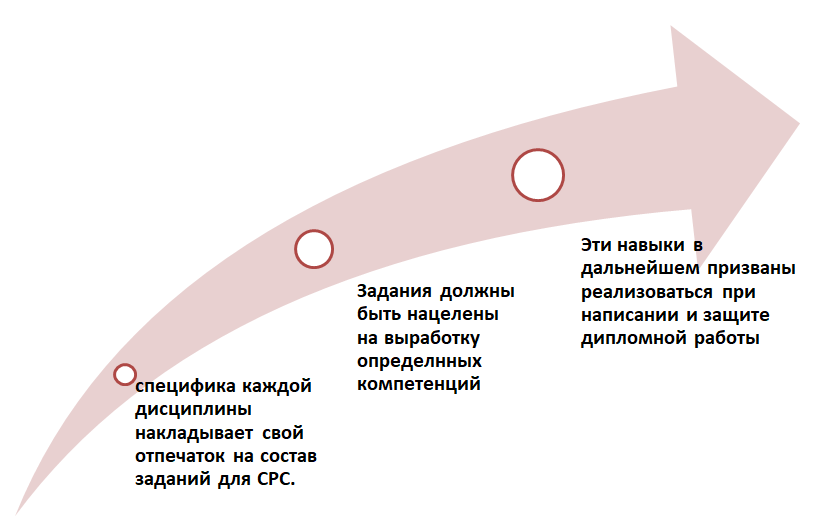 специфика каждой
дисциплины
накладывает свой
отпечаток на состав
заданий для СРС.
Задания должны
быть нацелены
на выработку
определнных
компетенций
Эти навыки в
дальнейшем призваны
реализоваться при
написании и защите
дипломной работы